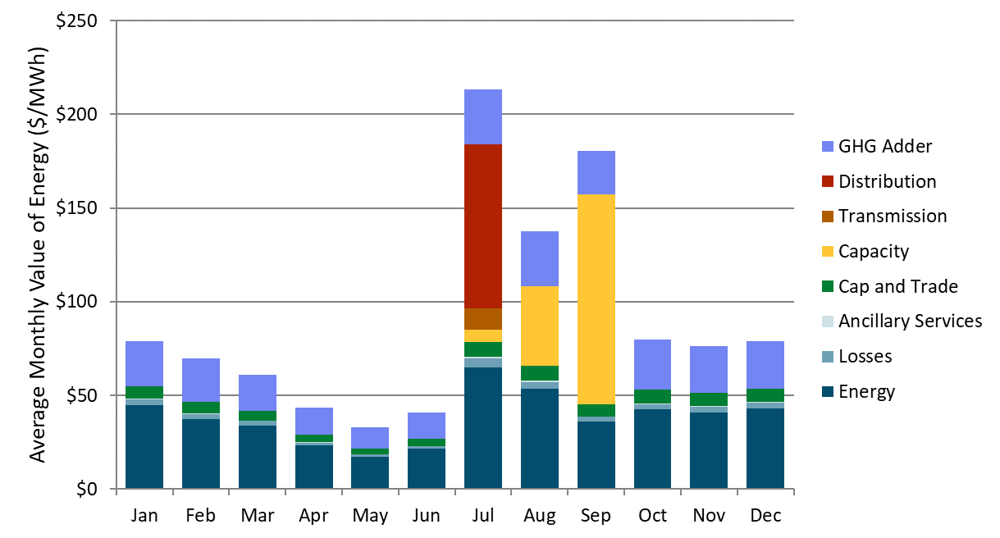 $250
$200
$150
$100
$50
$0
Average Monthly Value of Energy ($/MWh)
Jan Feb Mar Apr May Jun Jul Aug Sep Oct Nov Dec
GHG Adder
Distribution
Transmission
Capacity
Cap and Trade
Ancillary Services
Losses
Energy